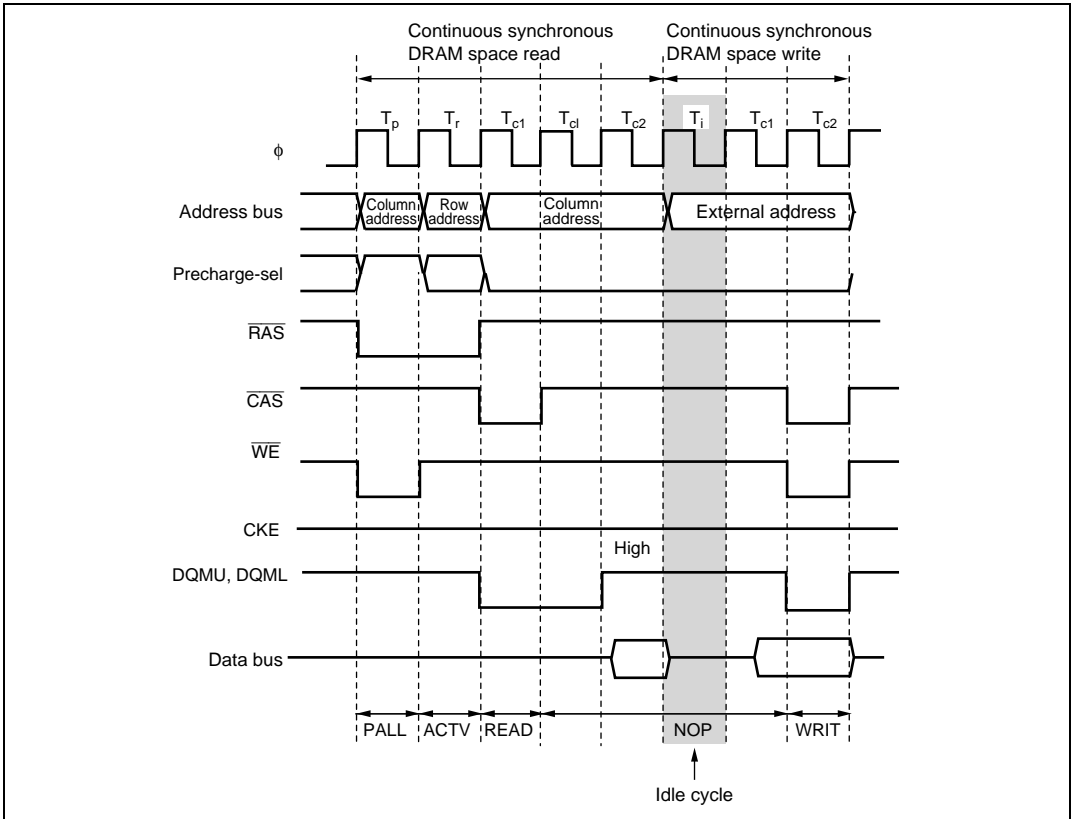 Continuous synchronous
DRAM space read
Continuous synchronous
DRAM space write
Tp
Tr
Tc1
Tcl
Tc2
Ti
Tc1
Tc2
ϕ
Address bus
Column
address
Row
address
Column
address
External address
Precharge-sel
RAS
CAS
WE
CKE
High
DQMU, DQML
Data bus
PALL
ACTV
READ
NOP
WRIT
Idle cycle